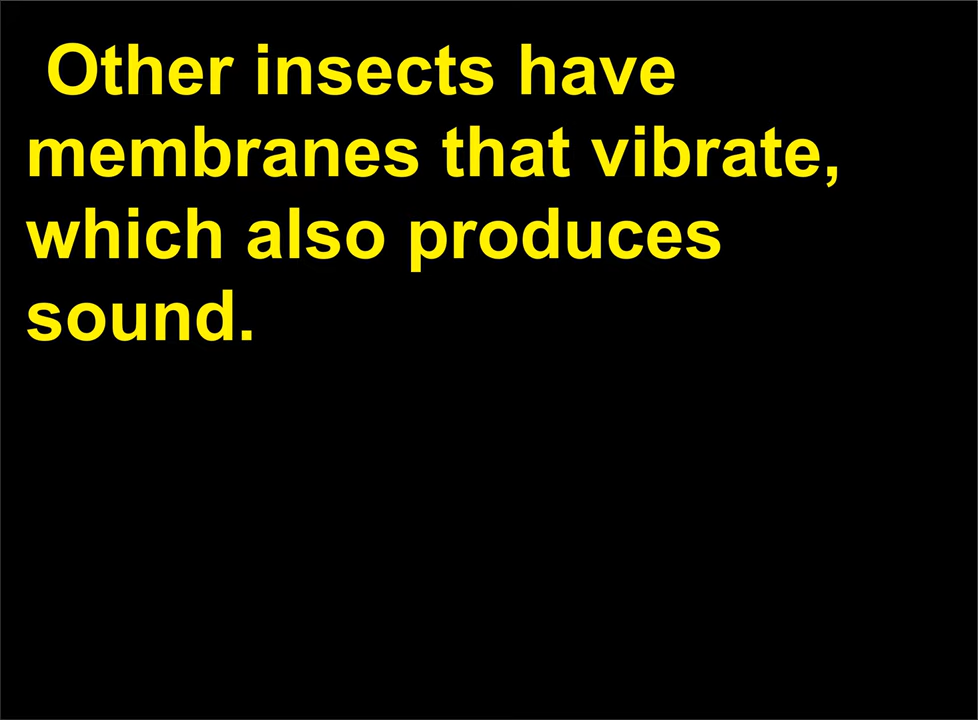 Other insects have
membranes that vibrate,
which also produces
sound.